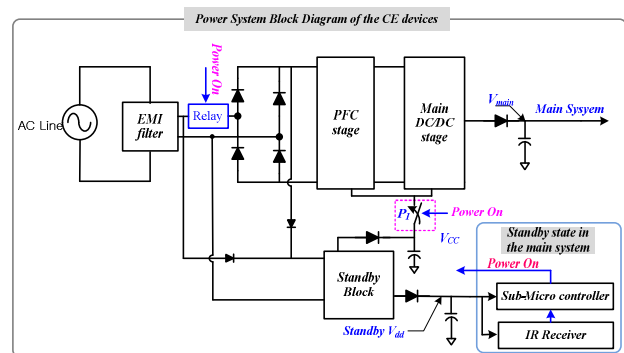 Power System Block Diagram of the CE devices
Power On
AC Line
EMI
filter
Relay
PFC
stage
Main
DC/DC
stage
Vmain
Main Sysyem
P1
Power On
VCC
Standby state in
the main system
Power On
Standby
Block
Sub-Micro controller
Standby Vdd
IR Receiver